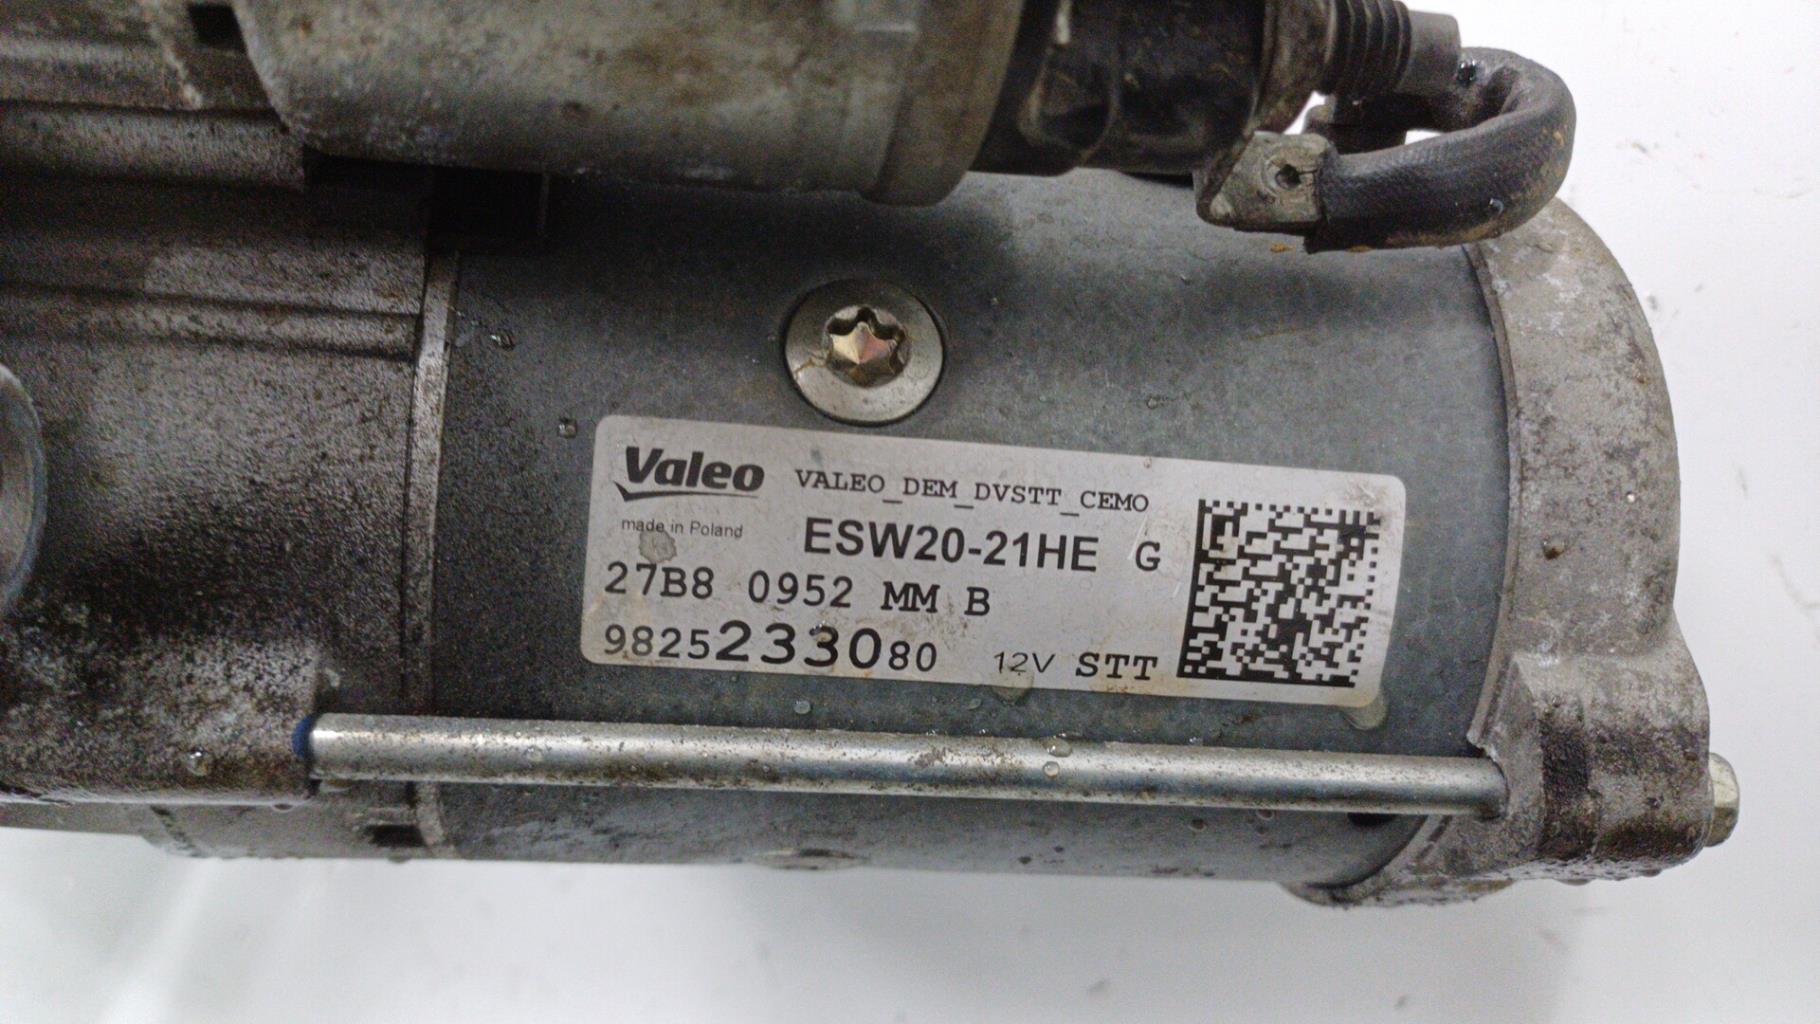 Valeo VALEO_DEM_DVSTT_CEMO
made in Poland ESW20-21HE G
27B8 0952 MM B
9825233080 12V STT